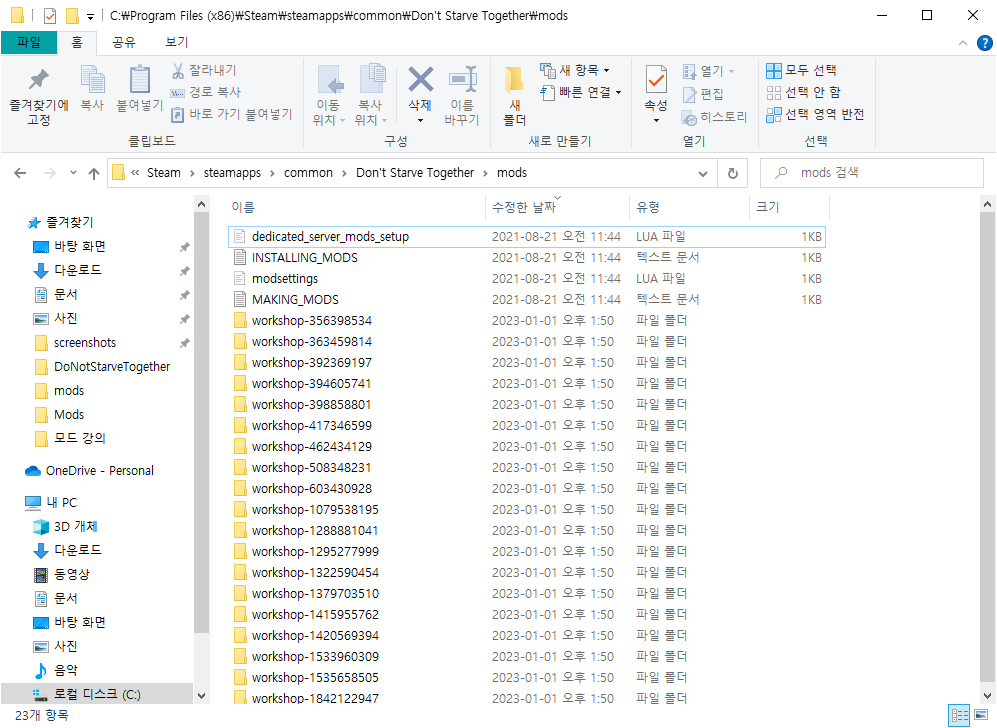 C:₩Program Files (x86)₩Steam₩steamapps₩common₩Don't Starve Together₩mods
파일 홈 공유 보기
즐겨찾기에 고정 복사 붙여넣기 잘라내기 경로 복사 바로 가기 붙여넣기
이동 위치 복사 위치 삭제 이름 바꾸기
새 폴더 새 항목 빠른 연결
속성 열기 편집 히스토리
모두 선택 선택 안 함 선택 영역 반전
클립보드 구성 새로 만들기 열기 선택
« Steam › steamapps › common › Don't Starve Together › mods
mods 검색
이름 수정한 날짜 유형 크기
즐겨찾기
바탕 화면
다운로드
문서
사진
screenshots
DoNotStarveTogether
mods
Mods
모드 강의
OneDrive - Personal
내 PC
3D 개체
다운로드
동영상
문서
바탕 화면
사진
음악
로컬 디스크 (C:)
dedicated_server_mods_setup 2021-08-21 오전 11:44 LUA 파일 1KB
INSTALLING_MODS 2021-08-21 오전 11:44 텍스트 문서 1KB
modsettings 2021-08-21 오전 11:44 LUA 파일 1KB
MAKING_MODS 2021-08-21 오전 11:44 텍스트 문서 1KB
workshop-356398534 2023-01-01 오후 1:50 파일 폴더
workshop-363459814 2023-01-01 오후 1:50 파일 폴더
workshop-392369197 2023-01-01 오후 1:50 파일 폴더
workshop-394605741 2023-01-01 오후 1:50 파일 폴더
workshop-398858801 2023-01-01 오후 1:50 파일 폴더
workshop-417346599 2023-01-01 오후 1:50 파일 폴더
workshop-462434129 2023-01-01 오후 1:50 파일 폴더
workshop-508348231 2023-01-01 오후 1:50 파일 폴더
workshop-603430928 2023-01-01 오후 1:50 파일 폴더
workshop-1079538195 2023-01-01 오후 1:50 파일 폴더
workshop-1288881041 2023-01-01 오후 1:50 파일 폴더
workshop-1295277999 2023-01-01 오후 1:50 파일 폴더
workshop-1322590454 2023-01-01 오후 1:50 파일 폴더
workshop-1379703510 2023-01-01 오후 1:50 파일 폴더
workshop-1415955762 2023-01-01 오후 1:50 파일 폴더
workshop-1420569394 2023-01-01 오후 1:50 파일 폴더
workshop-1533960309 2023-01-01 오후 1:50 파일 폴더
workshop-1535658505 2023-01-01 오후 1:50 파일 폴더
workshop-1842122947 2023-01-01 오후 1:50 파일 폴더
23개 항목